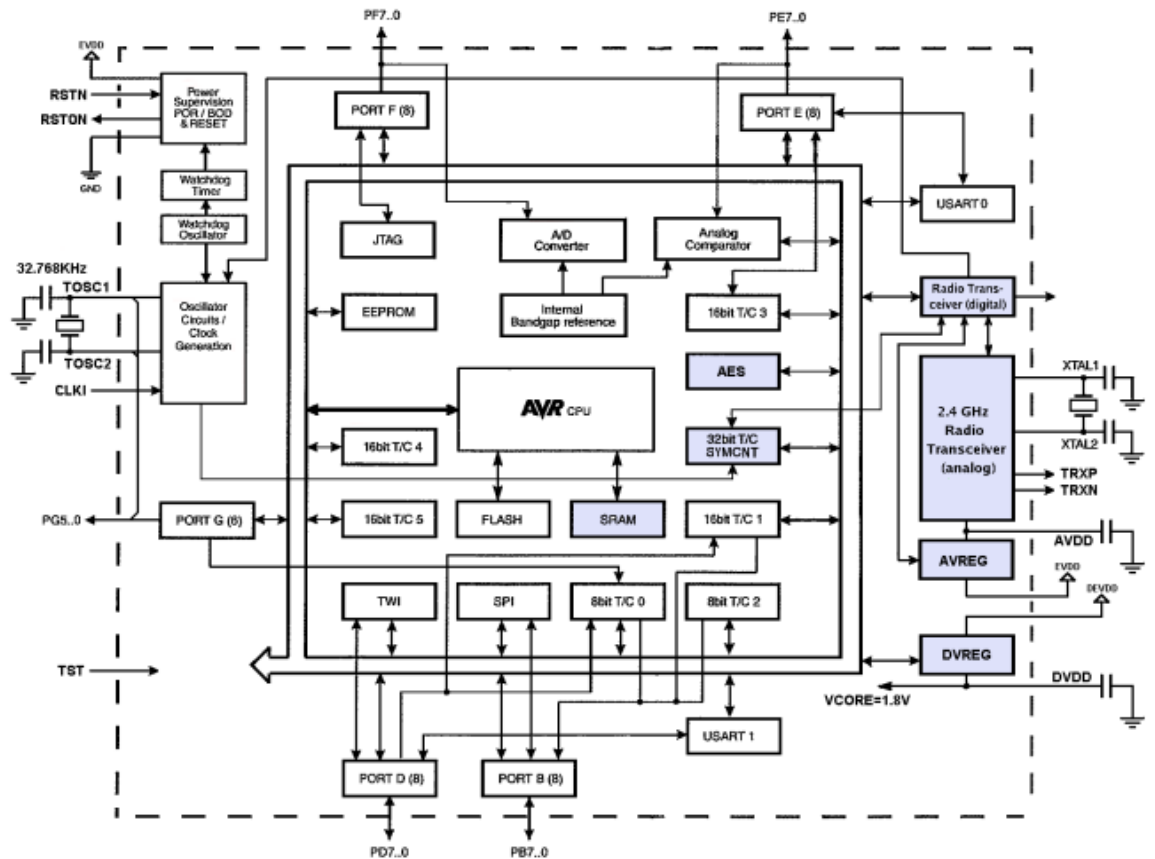 PF7..0
PE7..0
EVDD
RSTN
RSTON
GND
Power
Supervision
POR / BOD
& RESET
PORT F (8)
PORT E (8)
Watchdog
Timer
Watchdog
Oscillator
USART 0
JTAG
A/D
Converter
Analog
Comparator
32.768KHz
TOSC1
TOSC2
CLKI
Oscillator
Circuits /
Clock
Generation
EEPROM
Internal
Bandgap reference
16bit T/C 3
Radio Trans-
ceiver (digital)
AES
AVR CPU
2.4 GHz
Radio
Transceiver
(analog)
XTAL1
XTAL2
TRXP
TRXN
16bit T/C 4
32bit T/C
SYMCNT
PG5..0
PORT G (6)
16bit T/C 5
FLASH
SRAM
16bit T/C 1
AVDD
AVREG
EVDD
DEVDD
TWI
SPI
8bit T/C 0
8bit T/C 2
TST
DVREG
DVDD
VCORE=1.8V
USART 1
PORT D (8)
PORT B (8)
PD7..0
PB7..0